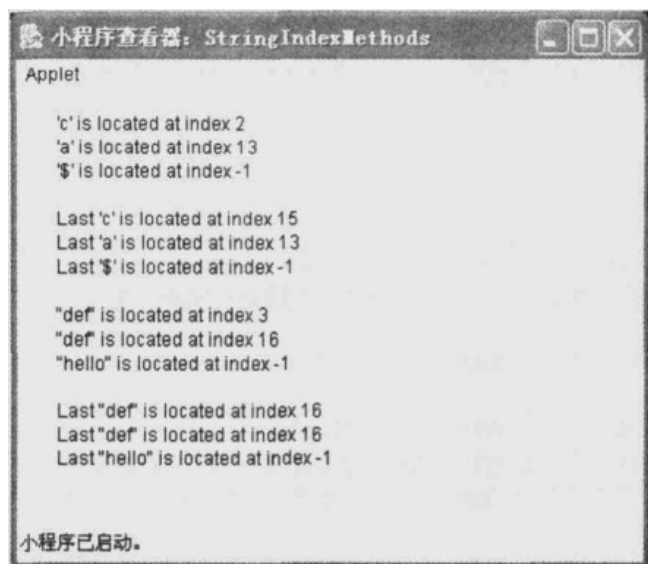 小程序查看器: StringIndexMethods
Applet
'c' is located at index 2
'a' is located at index 13
'$' is located at index -1
Last 'c' is located at index 15
Last 'a' is located at index 13
Last '$' is located at index -1
"def" is located at index 3
"def" is located at index 16
"hello" is located at index -1
Last "def" is located at index 16
Last "def" is located at index 16
Last "hello" is located at index -1
小程序已启动。